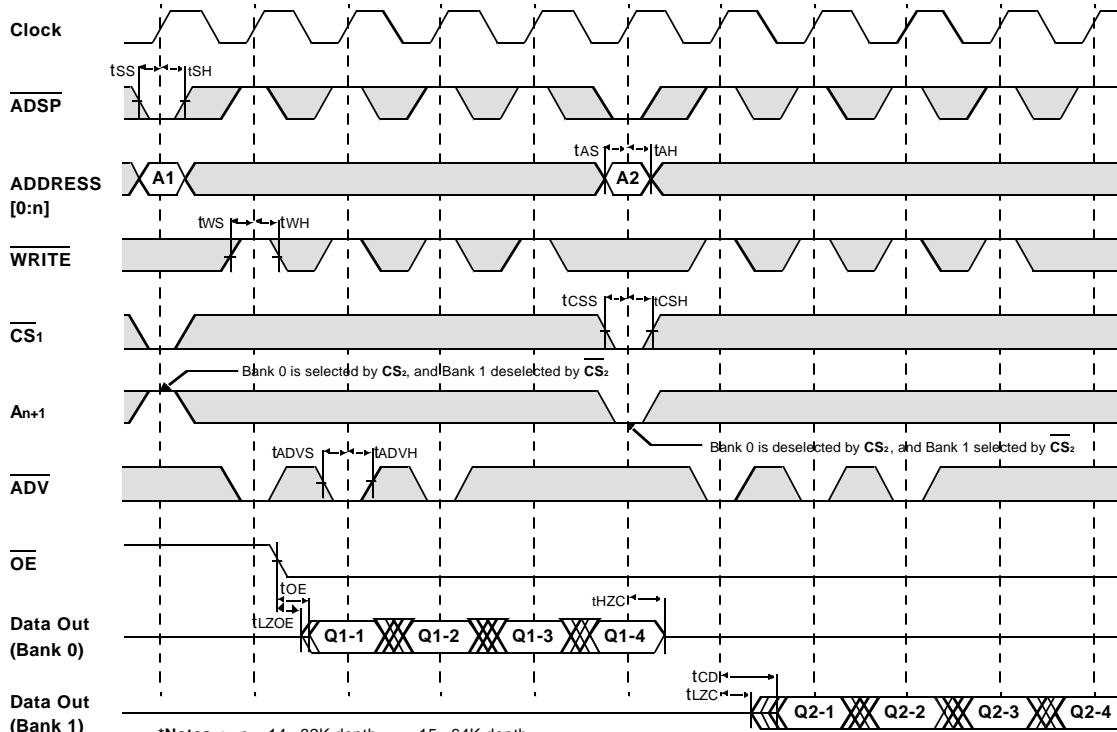 Clock
tSS tSH
ADSP
tAS tAH
ADDRESS
[0:n]
A1 A2
tWS tWH
WRITE
tCSS tCSH
CS1
Bank 0 is selected by CS2, and Bank 1 deselected by CS2
An+1
Bank 0 is deselected by CS2, and Bank 1 selected by CS2
tADVS tADVH
ADV
OE
tOE
tHZC
tLZOE
Data Out
(Bank 0)
Q1-1 Q1-2 Q1-3 Q1-4
tCD
tLZC
Data Out
(Bank 1)
Q2-1 Q2-2 Q2-3 Q2-4
*Notes